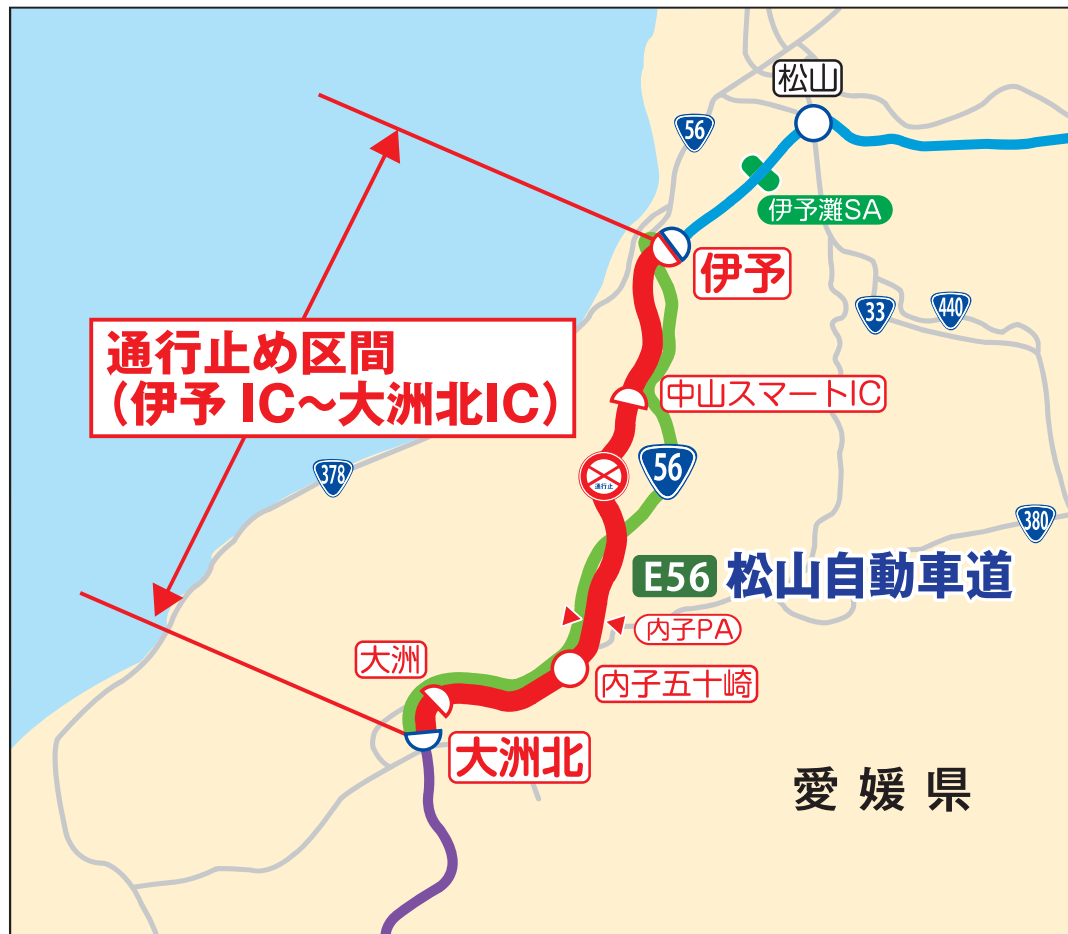 松山
56
伊予灘SA
伊予
33
440
通行止め区間
（伊予 IC～大洲北IC）
中山スマートIC
56
378
通行止
380
E56 松山自動車道
内子PA
大洲
内子五十崎
大洲北
愛媛県